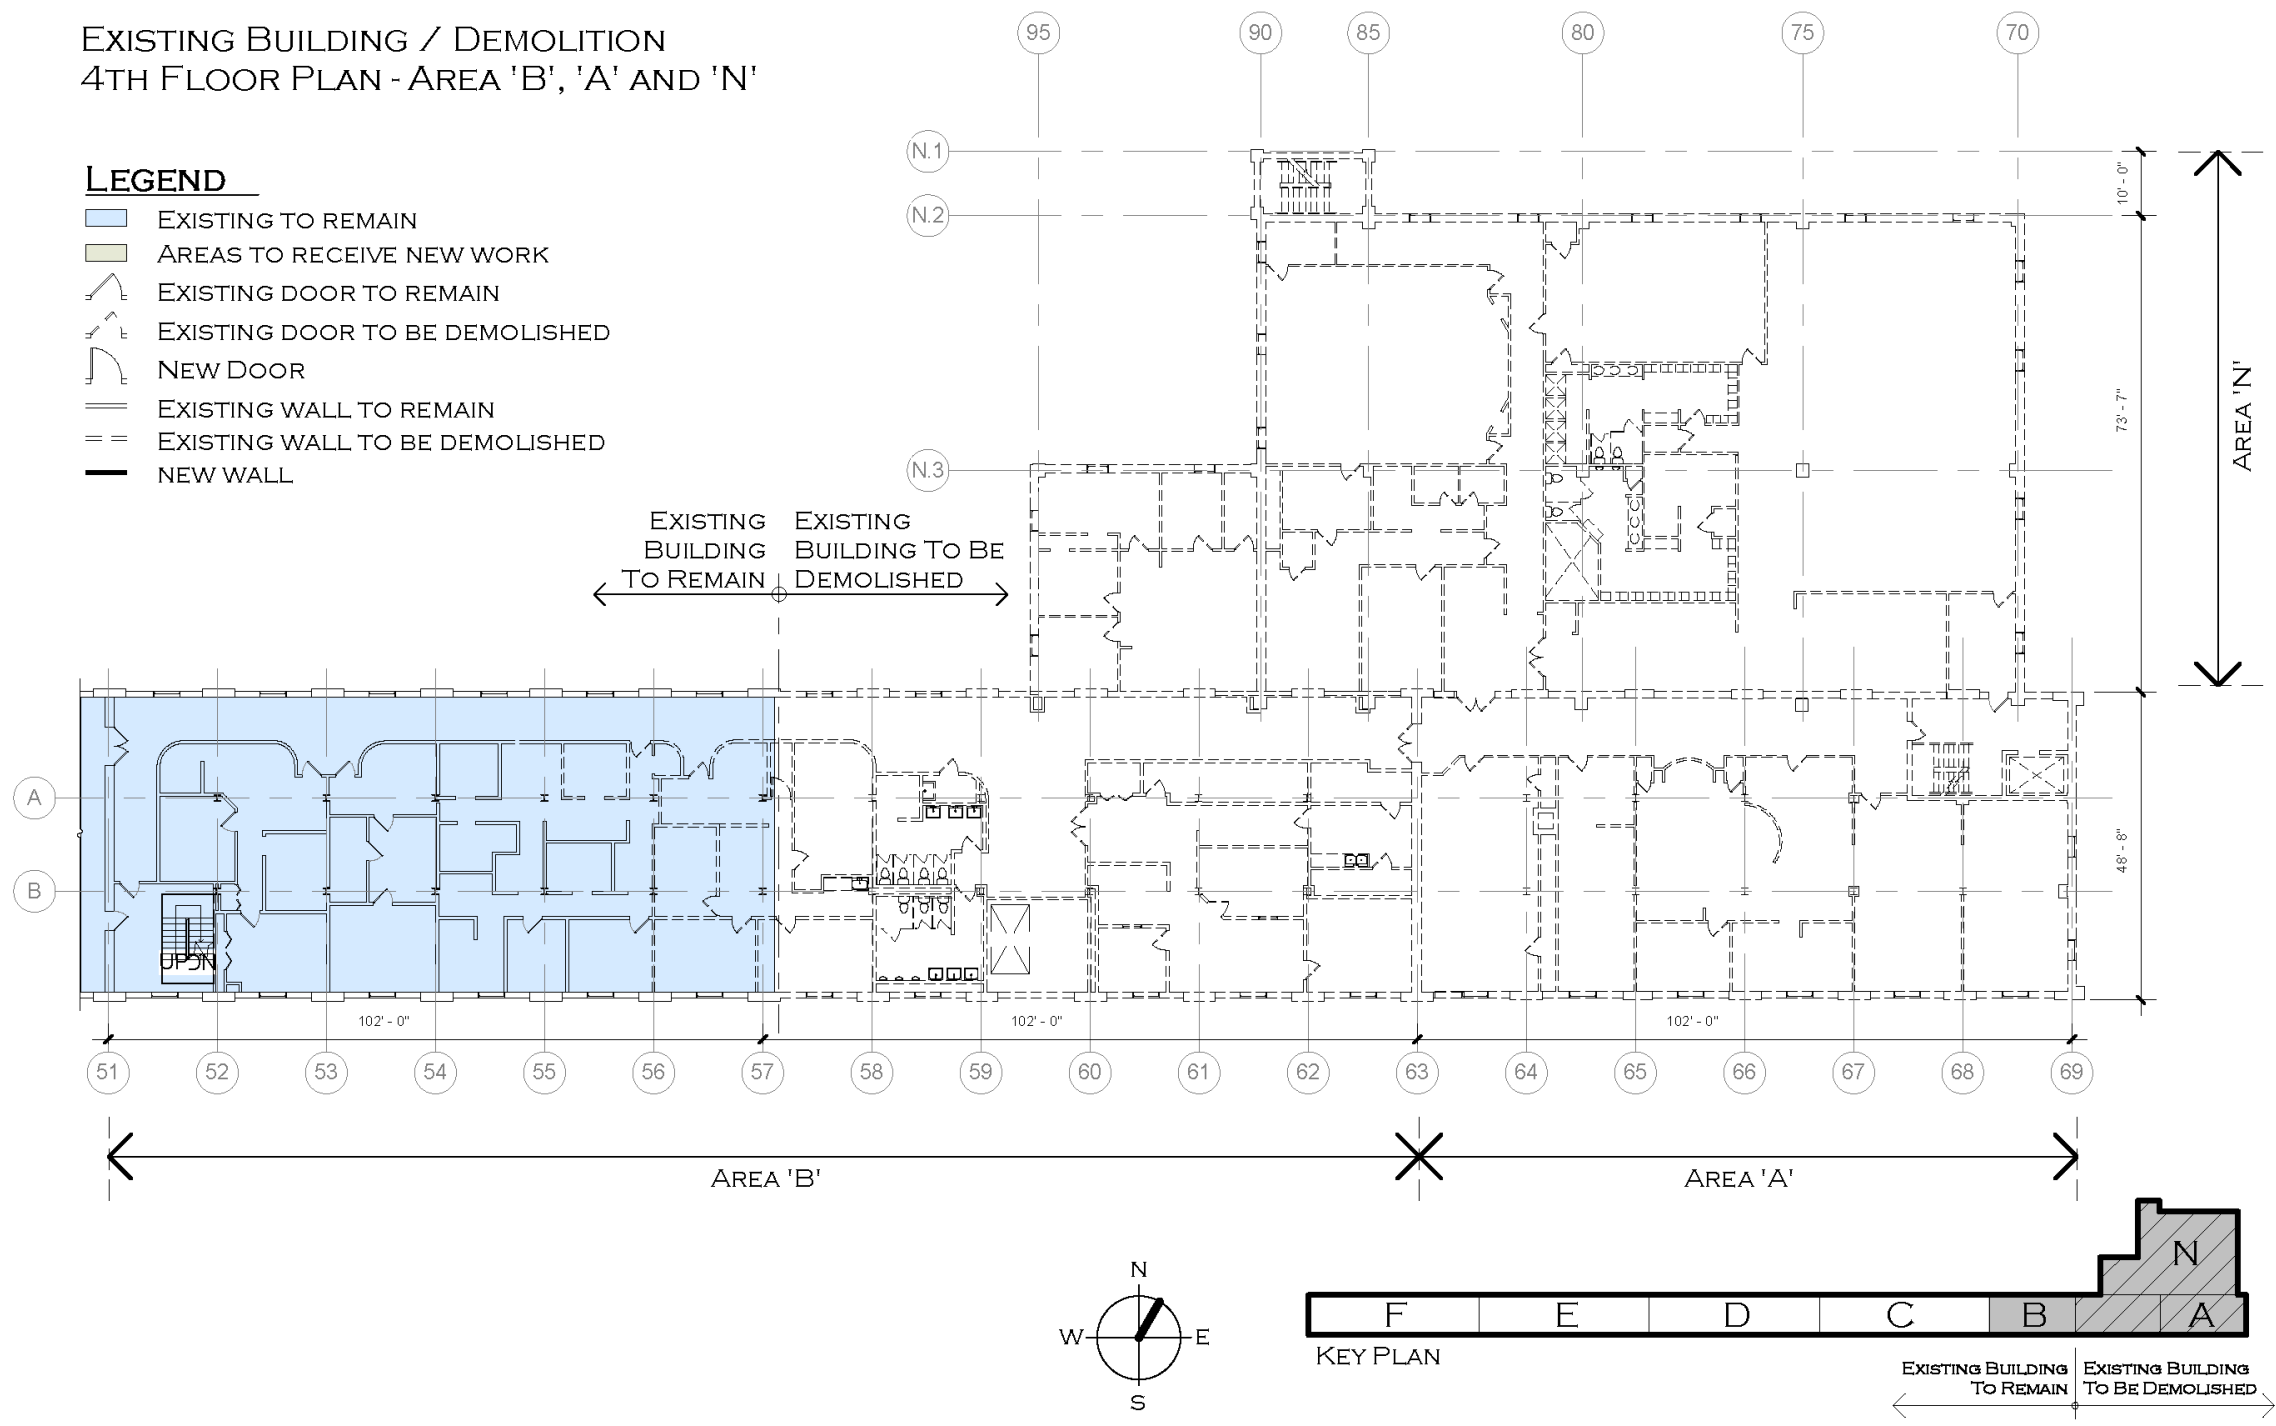 Existing Building / Demolition
4th Floor Plan - Area 'B', 'A' and 'N'
95 90 85 80 75 70
Legend
Existing to remain
Areas to receive new work
Existing door to remain
Existing door to be demolished
New Door
Existing wall to remain
Existing wall to be demolished
new wall
N.1
N.2
N.3
10' - 0"
73' - 7"
Area 'N'
Existing
Building
To Remain
Existing
Building To Be
Demolished
A
B
UP DN
48' - 8"
102' - 0" 102' - 0" 102' - 0"
51 52 53 54 55 56 57 58 59 60 61 62 63 64 65 66 67 68 69
Area 'B' Area 'A'
N
W E
S
N
F E D C B A
Key Plan
Existing Building
To Remain
Existing Building
To Be Demolished